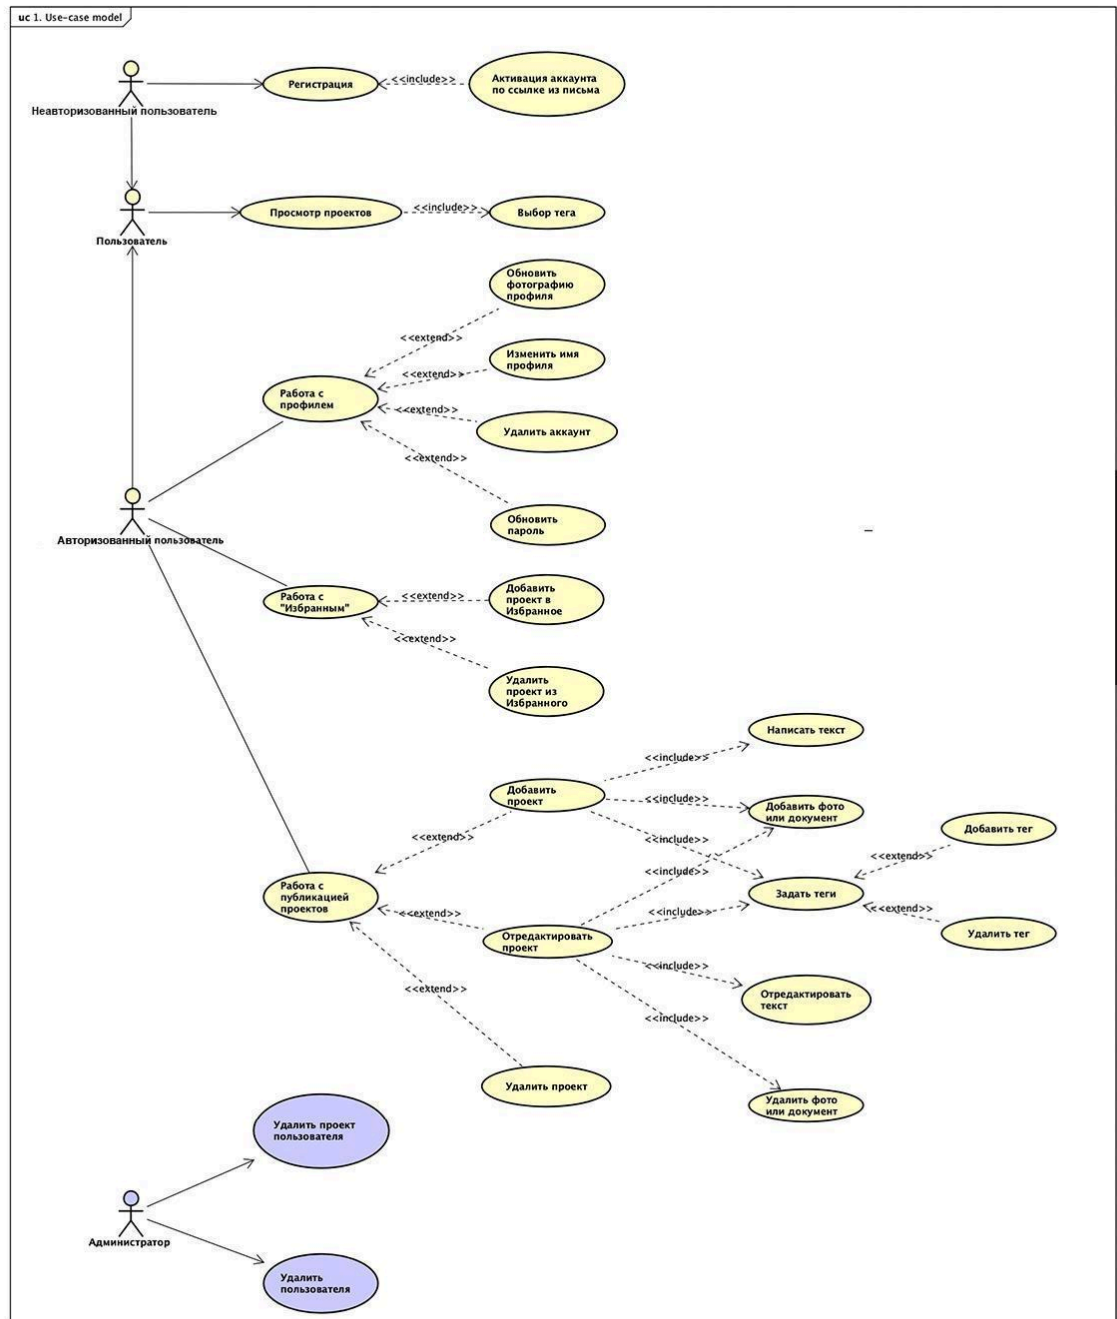 uc 1. Use-case model
Регистрация
<<include>>
Активация аккаунта
по ссылке из письма
Неавторизованный пользователь
Просмотр проектов
<<include>>
Выбор тега
Пользователь
Обновить
фотографию
профиля
<<extend>>
Изменить имя
профиля
<<extend>>
Работа с
профилем
<<extend>>
Удалить аккаунт
<<extend>>
Обновить
пароль
Авторизованный пользователь
Работа с
"Избранным"
<<extend>>
Добавить
проект в
Избранное
<<extend>>
Удалить
проект из
Избранного
Написать текст
<<include>>
Добавить
проект
<<include>>
Добавить фото
или документ
<<extend>>
<<include>>
Добавить тег
<<extend>>
<<include>>
Работа с
публикацией
проектов
Задать теги
<<extend>>
<<include>>
<<extend>>
Отредактировать
проект
Удалить тег
<<include>>
Отредактировать
текст
<<extend>>
<<include>>
Удалить проект
Удалить фото
или документ
Удалить проект
пользователя
Администратор
Удалить
пользователя